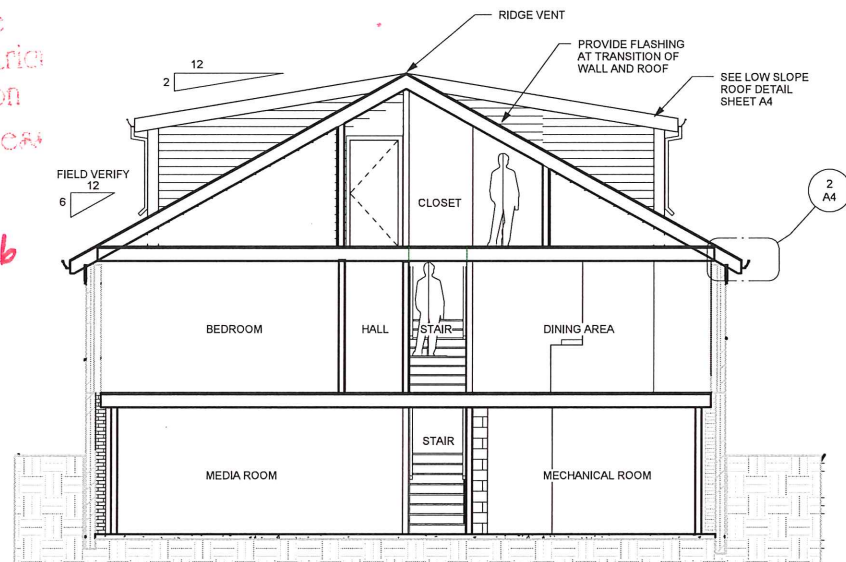 RIDGE VENT
PROVIDE FLASHING
AT TRANSITION OF
WALL AND ROOF
SEE LOW SLOPE
ROOF DETAIL
SHEET A4
12
2
FIELD VERIFY
12
6
2
A4
CLOSET
BEDROOM
HALL
STAIR
DINING AREA
STAIR
MEDIA ROOM
MECHANICAL ROOM